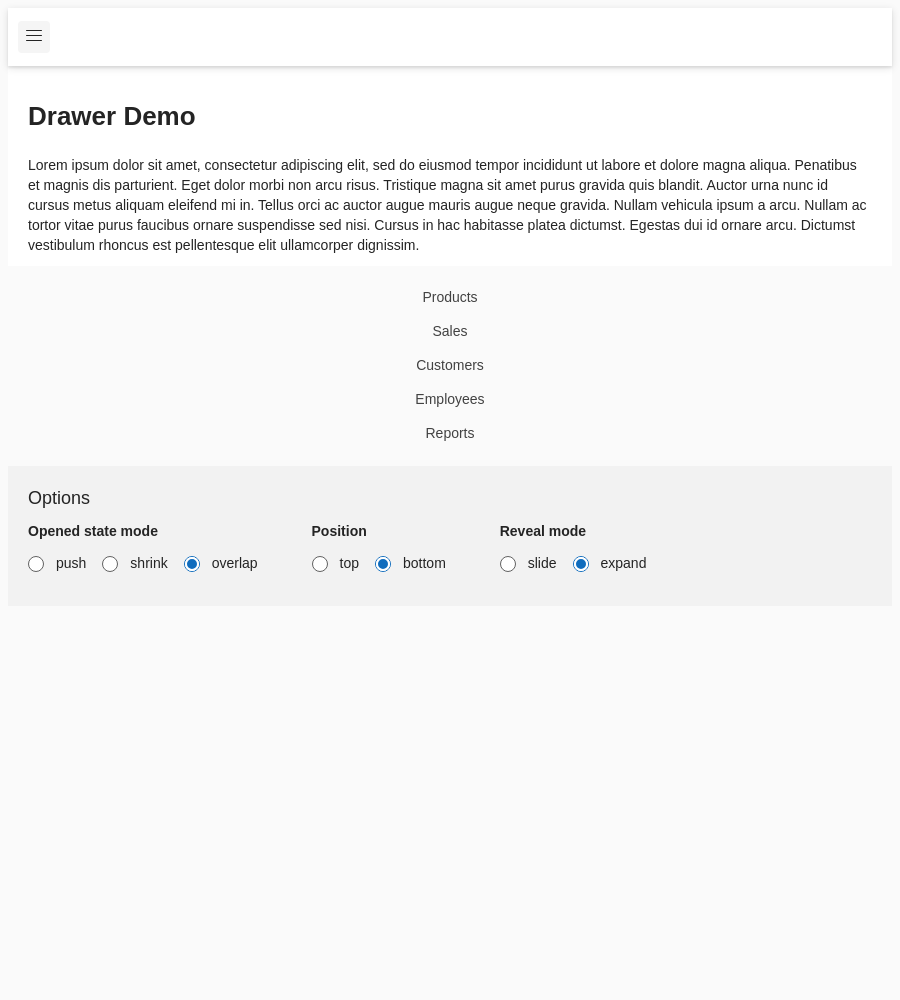 Drawer Demo
Lorem ipsum dolor sit amet, consectetur adipiscing elit, sed do eiusmod tempor incididunt ut labore et dolore magna aliqua. Penatibus
et magnis dis parturient. Eget dolor morbi non arcu risus. Tristique magna sit amet purus gravida quis blandit. Auctor urna nunc id
cursus metus aliquam eleifend mi in. Tellus orci ac auctor augue mauris augue neque gravida. Nullam vehicula ipsum a arcu. Nullam ac
tortor vitae purus faucibus ornare suspendisse sed nisi. Cursus in hac habitasse platea dictumst. Egestas dui id ornare arcu. Dictumst
vestibulum rhoncus est pellentesque elit ullamcorper dignissim.
Products
Sales
Customers
Employees
Reports
Options
Opened state mode Position Reveal mode
push shrink overlap top bottom slide expand